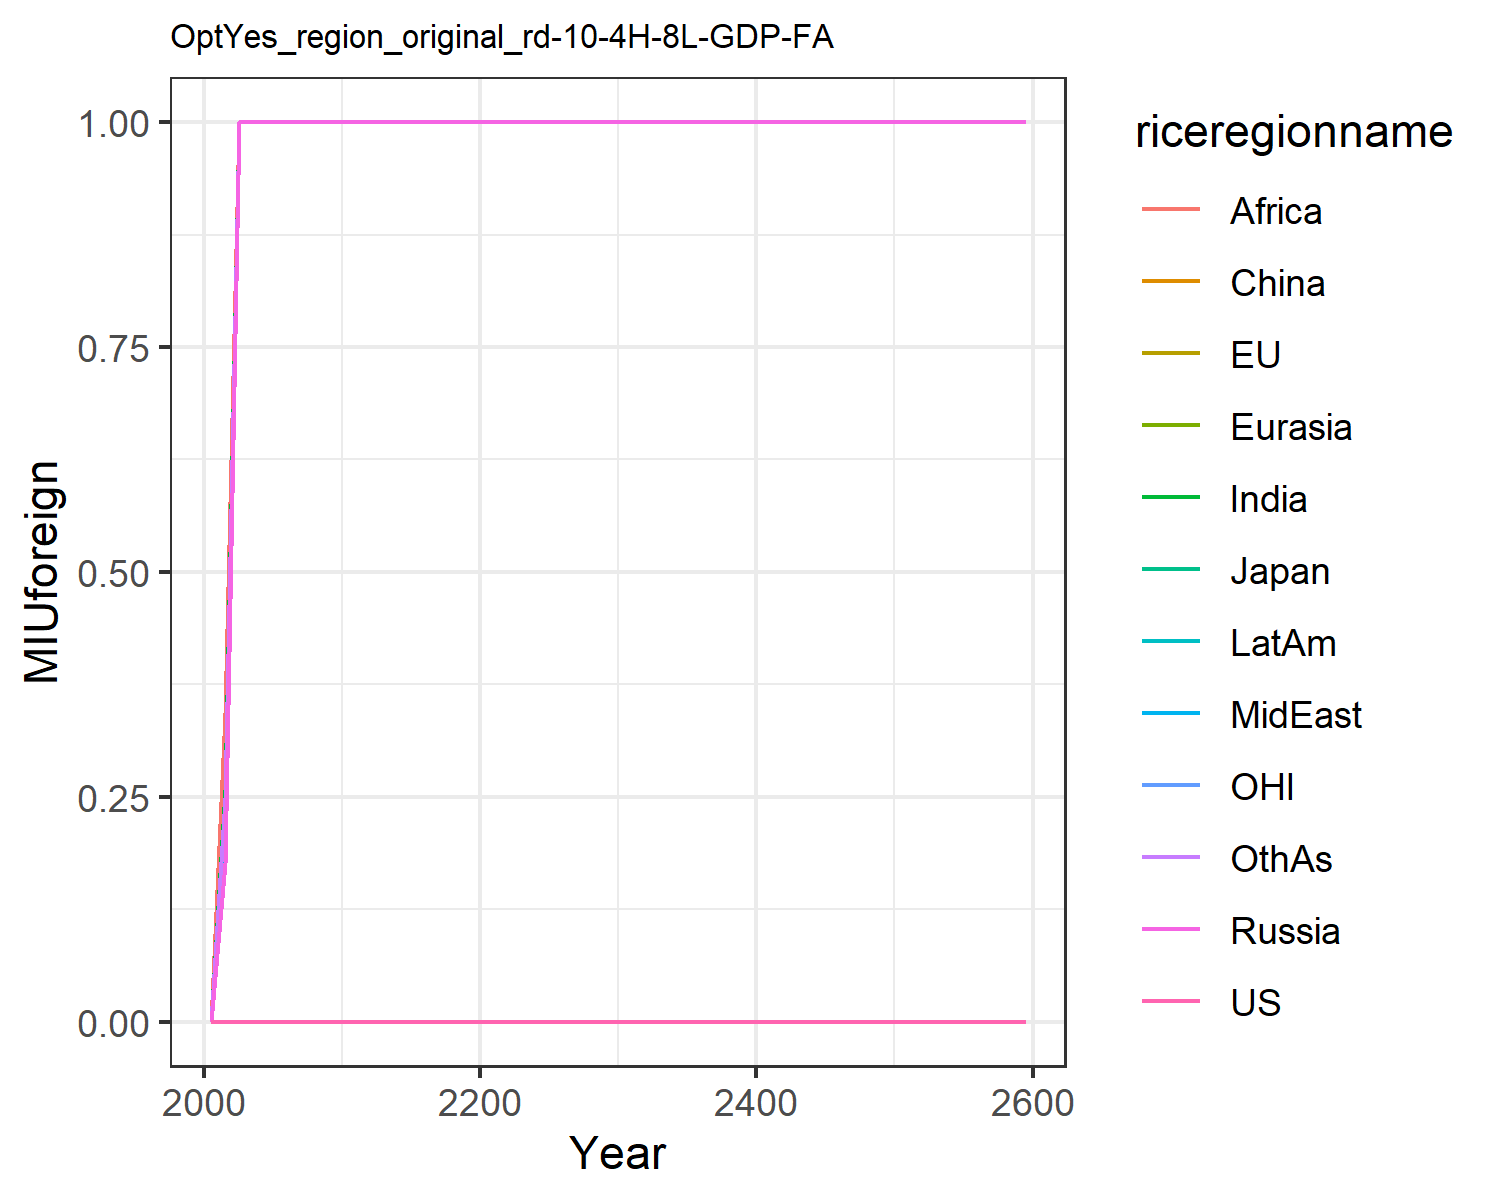 OptYes_region_original_rd-10-4H-8L-GDP-FA
1.00
0.75
0.50
0.25
0.00
MIUforeign
2000 2200 2400 2600
Year
riceregionname
Africa
China
EU
Eurasia
India
Japan
LatAm
MidEast
OHI
OthAs
Russia
US